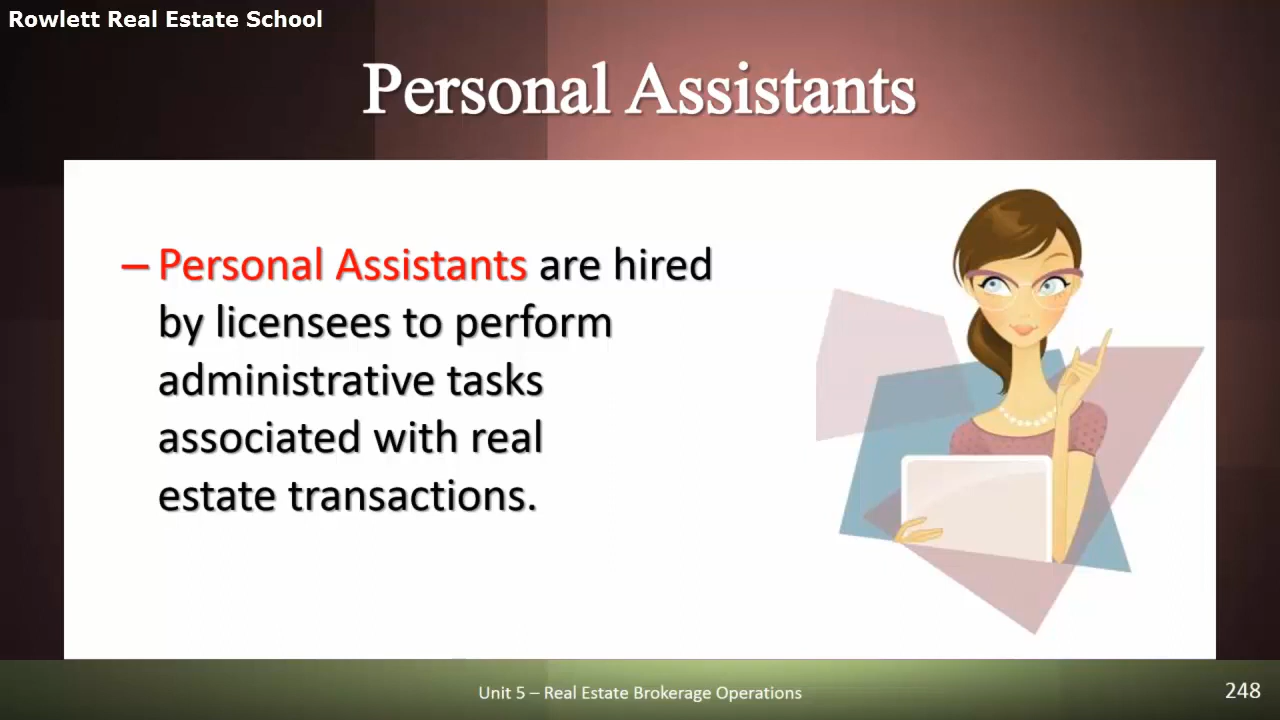 Rowlett Real Estate School
Personal Assistants
– Personal Assistants are hired
by licensees to perform
administrative tasks
associated with real
estate transactions.
Unit 5 – Real Estate Brokerage Operations
248